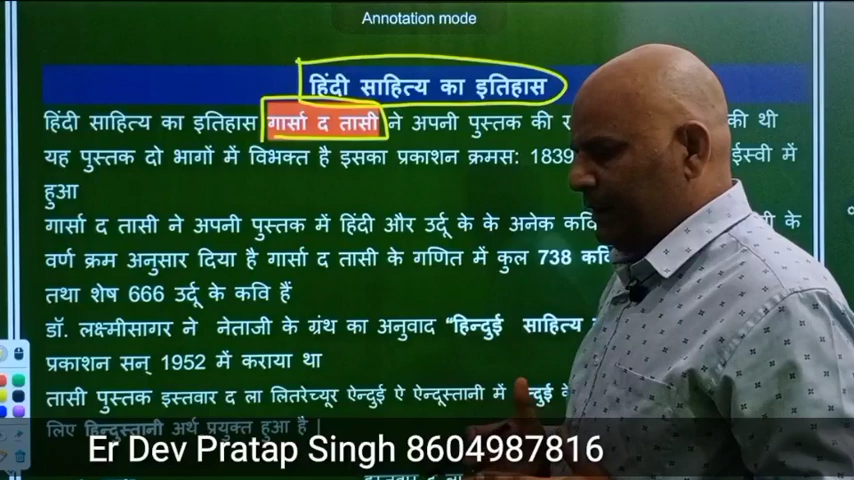 Annotation mode
हिंदी साहित्य का इतिहास
हिंदी साहित्य का इतिहास गार्सा द तासी ने अपनी पुस्तक की की थी
यह पुस्तक दो भागों में विभक्त है इसका प्रकाशन क्रमस: 1839 ईस्वी में
हुआ
गार्सा द तासी ने अपनी पुस्तक में हिंदी और उर्दू के के अनेक के
वर्ण क्रम अनुसार दिया है गार्सा द तासी के गणित में कुल 738
तथा शेष 666 उर्दू के कवि हैं
डॉ. लक्ष्मीसागर ने नेताजी के ग्रंथ का अनुवाद "हिन्दुई साहित्य
प्रकाशन सन् 1952 में कराया था
तासी पुस्तक इस्तवार द ला लितरेच्यूर ऐन्दुई ऐ ऐन्दूस्तानी में
लिए हिन्दुस्तानी अर्थ प्रयुक्त हुआ है |
Er Dev Pratap Singh 8604987816